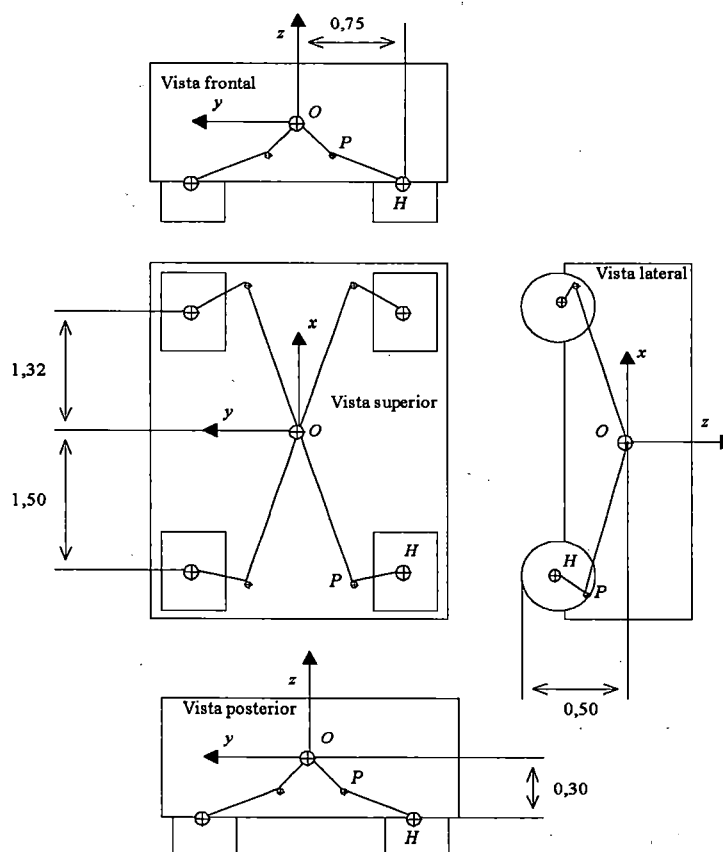 z
0,75
Vista frontal
y
O
P
H
Vista lateral
x
1,32
Vista superior
x
y
O
z
O
1,50
H
P
H
P
z
0,50
Vista posterior
y
O
P
0,30
H